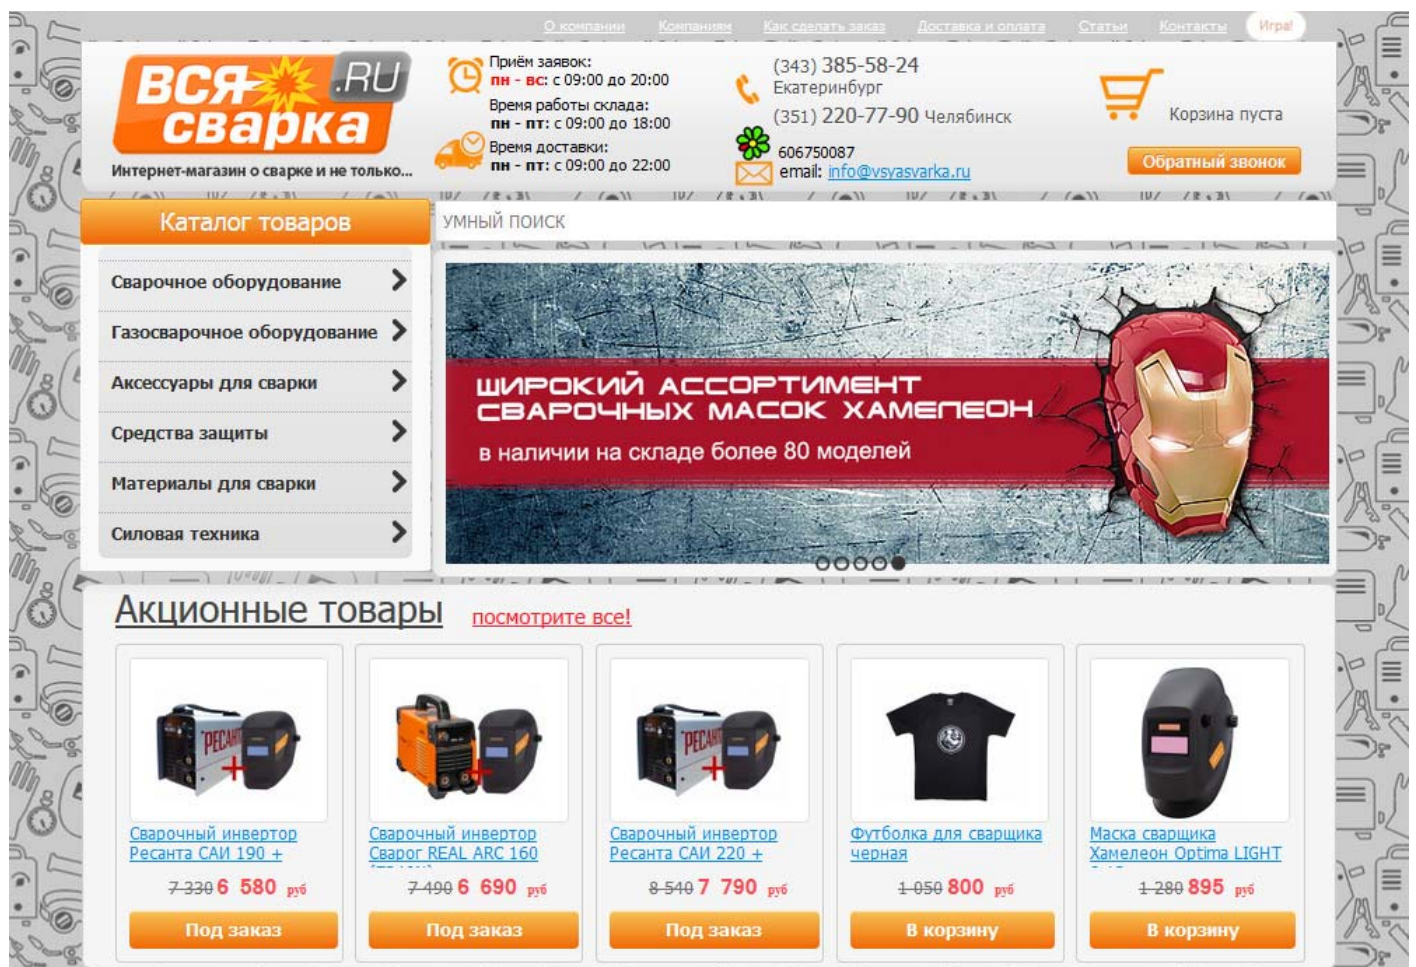 О компании Компаниям Как сделать заказ Доставка и оплата Статьи Контакты Игра!
ВСЯ .RU
сварка
Интернет-магазин о сварке и не только...
Приём заявок:
пн - вс: с 09:00 до 20:00
Время работы склада:
пн - пт: с 09:00 до 18:00
Время доставки:
пн - пт: с 09:00 до 22:00
(343) 385-58-24
Екатеринбург
(351) 220-77-90 Челябинск
606750087
email: info@vsyasvarka.ru
Корзина пуста
Обратный звонок
Каталог товаров
УМНЫЙ ПОИСК
Сварочное оборудование
Газосварочное оборудование
Аксессуары для сварки
Средства защиты
Материалы для сварки
Силовая техника
ШИРОКИЙ АССОРТИМЕНТ
СВАРОЧНЫХ МАСОК ХАМЕЛЕОН
в наличии на складе более 80 моделей
Акционные товары посмотрите все!
РЕСАНТ
Сварочный инвертор
Ресанта САИ 190 +
7 330 6 580 руб
Под заказ
Сварочный инвертор
Сварог REAL ARC 160
7 490 6 690 руб
Под заказ
РЕСАНТ
Сварочный инвертор
Ресанта САИ 220 +
8 540 7 790 руб
Под заказ
Футболка для сварщика
черная
1 050 800 руб
В корзину
Маска сварщика
Хамелеон Optima LIGHT
1 280 895 руб
В корзину